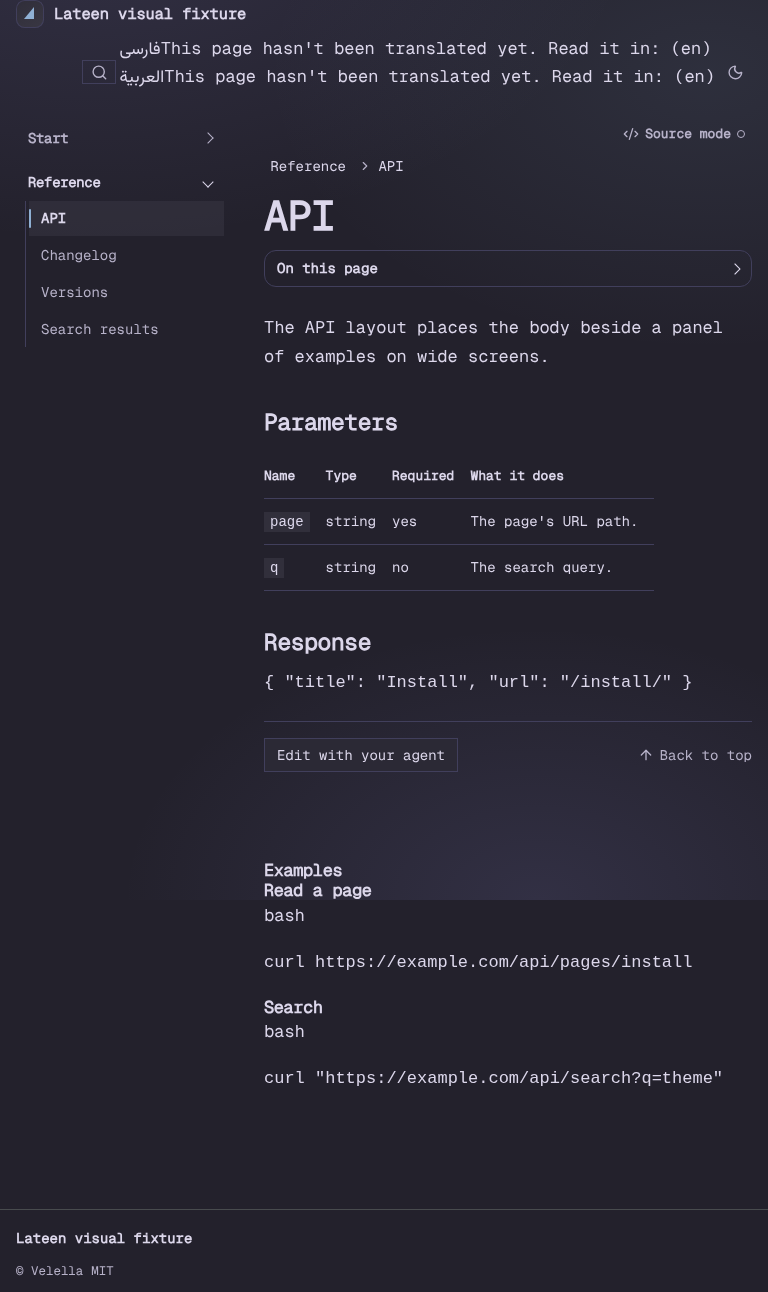 Lateen visual fixture
فارسیThis page hasn't been translated yet. Read it in: (en)
العربيةThis page hasn't been translated yet. Read it in: (en)
Start
Reference
API
Changelog
Versions
Search results
Source mode
Reference > API
API
On this page
The API layout places the body beside a panel
of examples on wide screens.
Parameters
Name Type Required What it does
page string yes The page's URL path.
q string no The search query.
Response
{ "title": "Install", "url": "/install/" }
Edit with your agent
↑ Back to top
Examples
Read a page
bash
curl https://example.com/api/pages/install
Search
bash
curl "https://example.com/api/search?q=theme"
Lateen visual fixture
© Velella MIT